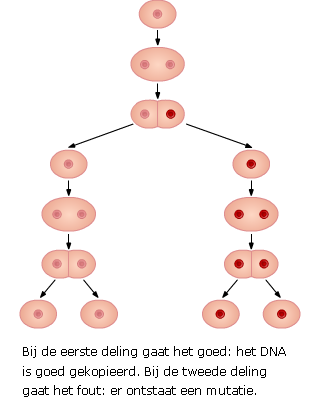 Bij de eerste deling gaat het goed: het DNA
is goed gekopieerd. Bij de tweede deling
gaat het fout: er ontstaat een mutatie.